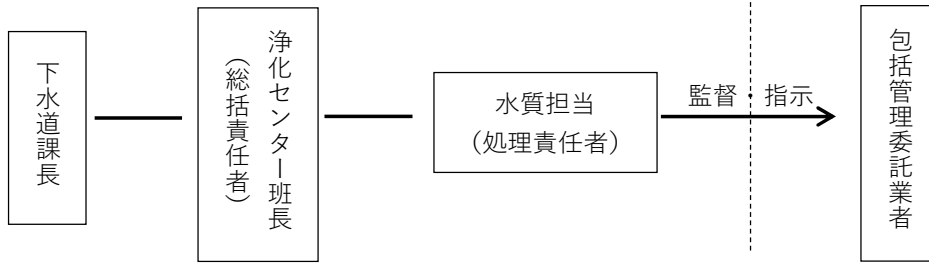 下水道課長
浄化センター班長
（総括責任者）
水質担当
（処理責任者）
監督・指示
包括管理委託業者